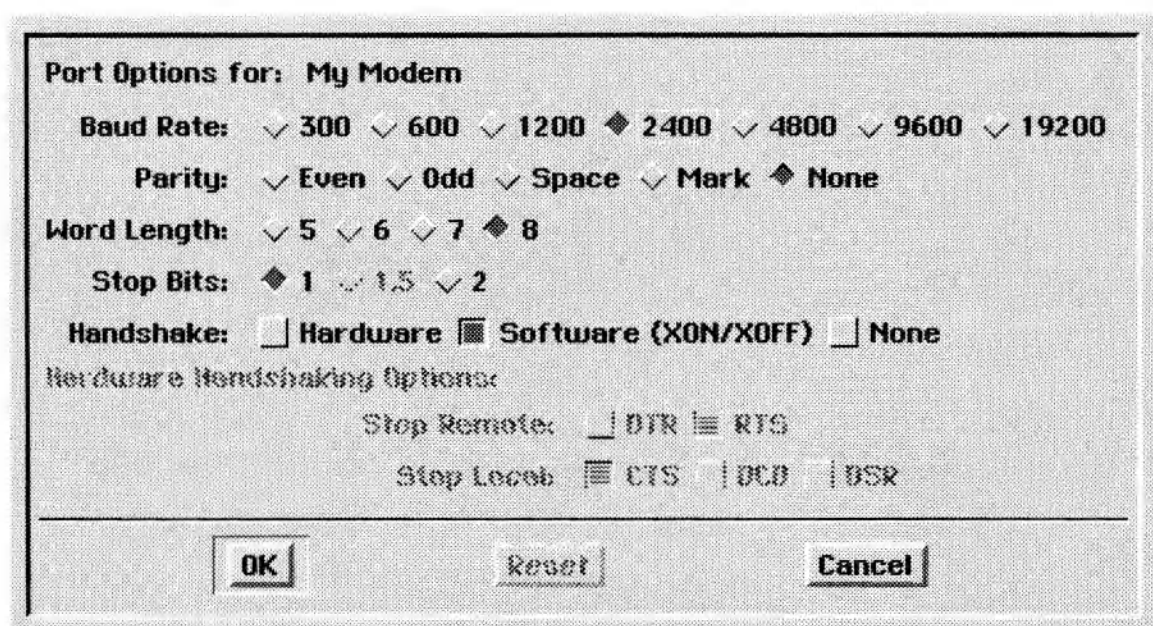 Port Options for: My Modem
Baud Rate: 300 600 1200 2400 4800 9600 19200
Parity: Even Odd Space Mark None
Word Length: 5 6 7 8
Stop Bits: 1 1.5 2
Handshake: Hardware Software (XON/XOFF) None
Hardware Handshaking Options:
Stop Remote: DTR RTS
Stop Local: CTS DCD DSR
OK Reset Cancel